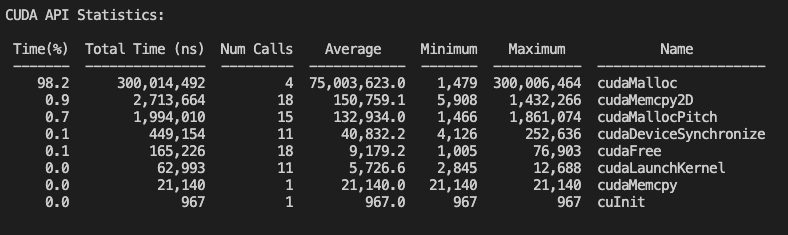 CUDA API Statistics:
Time(%) Total Time (ns) Num Calls Average Minimum Maximum Name
98.2 300,014,492 4 75,003,623.0 1,479 300,006,464 cudaMalloc
0.9 2,713,664 18 150,759.1 5,908 1,432,266 cudaMemcpy2D
0.7 1,994,010 15 132,934.0 1,466 1,861,074 cudaMallocPitch
0.1 449,154 11 40,832.2 4,126 252,636 cudaDeviceSynchronize
0.1 165,226 18 9,179.2 1,005 76,903 cudaFree
0.0 62,993 11 5,726.6 2,845 12,688 cudaLaunchKernel
0.0 21,140 1 21,140.0 21,140 21,140 cudaMemcpy
0.0 967 1 967.0 967 967 cuInit